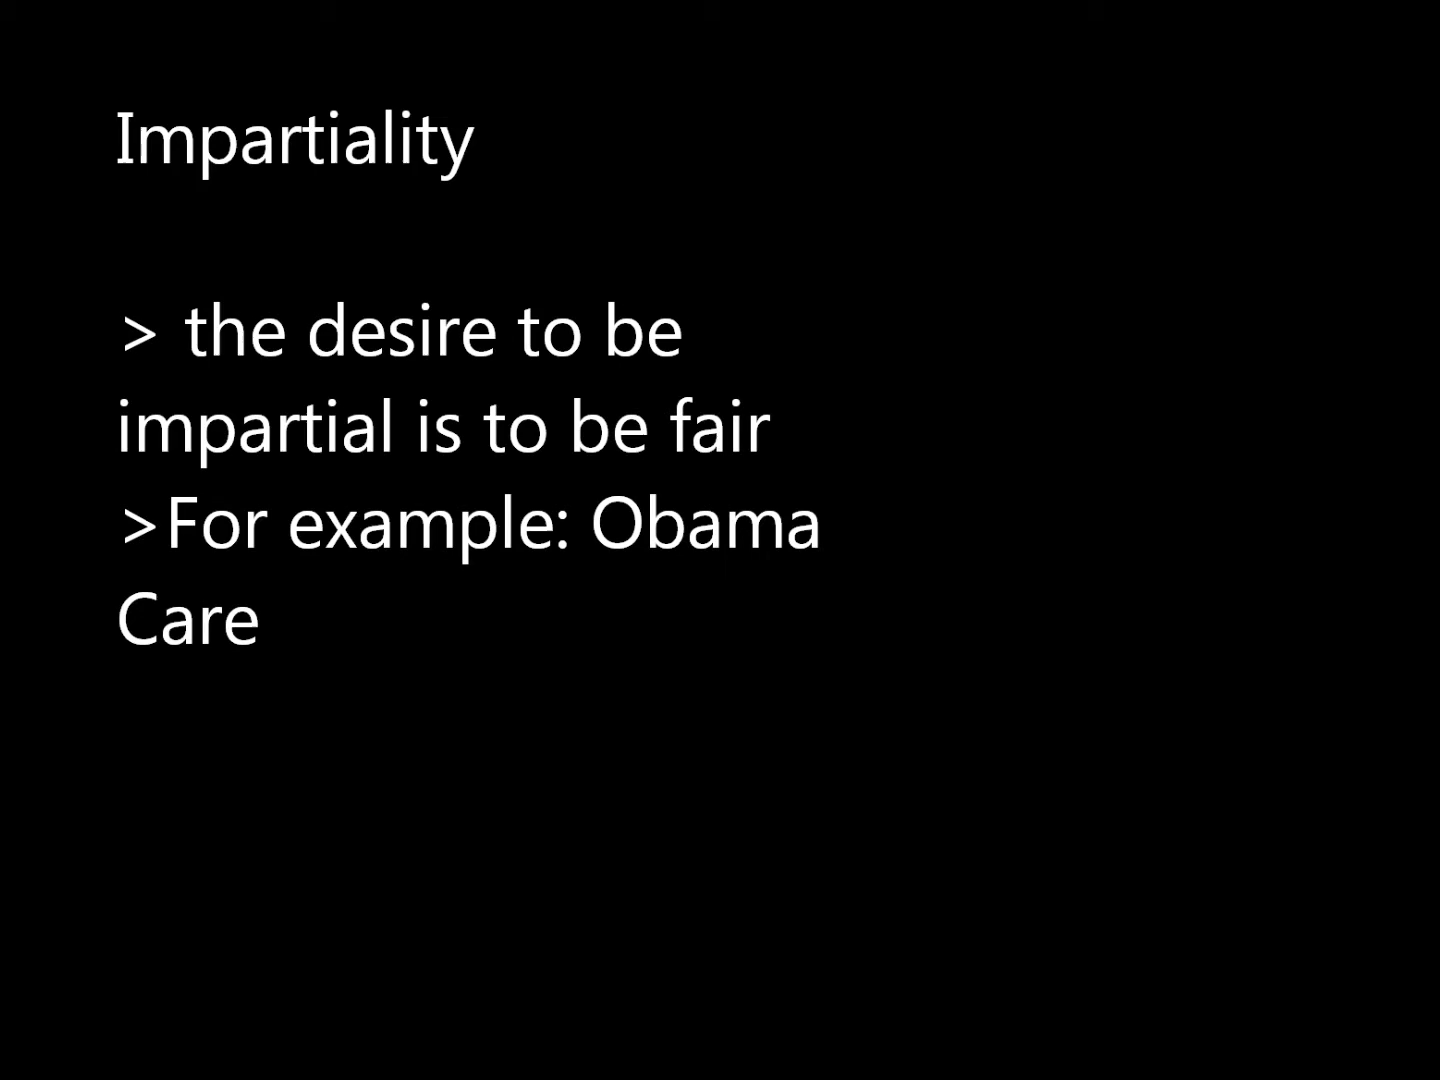 Impartiality
> the desire to be
impartial is to be fair
>For example: Obama
Care